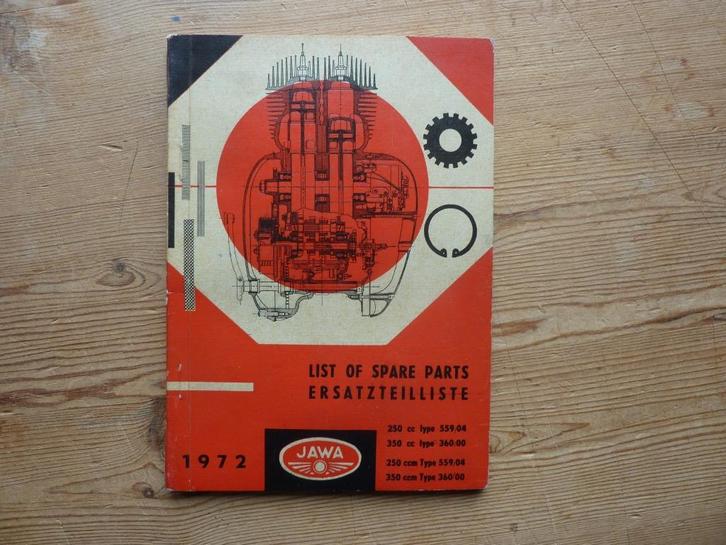 LIST OF SPARE PARTS
ERSATZTEILLISTE
250 cc type 559.04
350 cc type 360.00
250 ccm Type 559/04
350 ccm Type 360/00
1972
JAWA